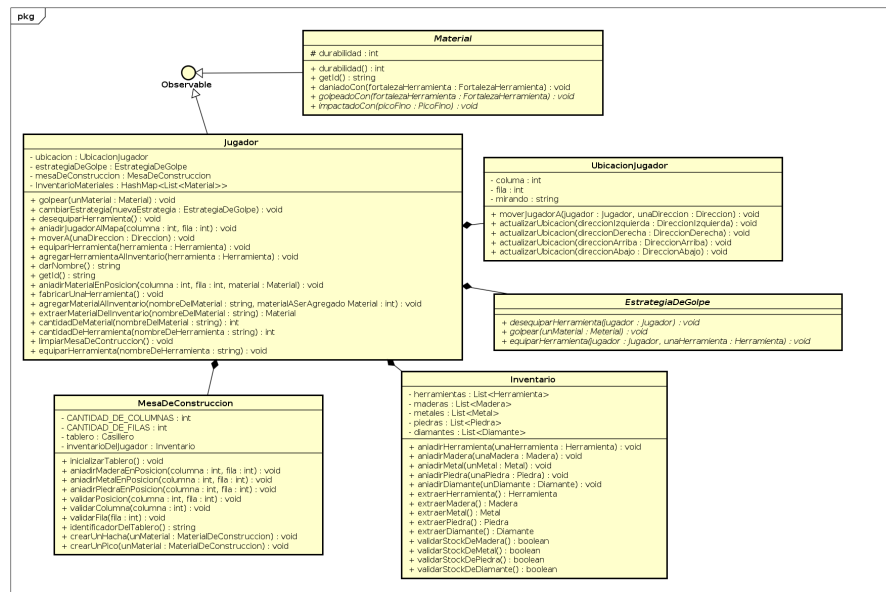 pkg
Material
# durabilidad : int
+ durabilidad() : int
+ getId() : string
+ daniadoCon(fortalezaHerramienta : FortalezaHerramienta) : void
+ golpeadoCon(fortalezaHerramienta : FortalezaHerramienta) : void
+ impactadoCon(picoFino : PicoFino) : void
Observable
Jugador
- ubicacion : UbicacionJugador
- estrategiaDeGolpe : EstrategiaDeGolpe
- mesaDeConstruccion : MesaDeConstruccion
- InventarioMateriales : HashMap<List<Material>>
+ golpear(unMaterial : Material) : void
+ cambiarEstrategia(nuevaEstrategia : EstrategiaDeGolpe) : void
+ desequiparHerramienta() : void
+ aniadirJugadorAlMapa(columna : int, fila : int) : void
+ moverA(unaDireccion : Direccion) : void
+ equiparHerramienta(herramienta : Herramienta) : void
+ agregarHerramientaAlInventario(herramienta : Herramienta) : void
+ darNombre() : string
+ getId() : string
+ aniadirMaterialEnPosicion(columna : int, fila : int, material : Material) : void
+ fabricarUnaHerramienta() : void
+ agregarMaterialAlInventario(nombreDelMaterial : string, materialASerAgregado Material : int) : void
+ extraerMaterialDelInventario(nombreDelMaterial : string) : Material
+ cantidadDeMaterial(nombreDelMaterial : string) : int
+ cantidadDeHerramienta(nombreDeHerramienta : string) : int
+ limpiarMesaDeContruccion() : void
+ equiparHerramienta(nombreDeHerramienta : string) : void
UbicacionJugador
- columa : int
- fila : int
- mirando : string
+ moverJugadorA(jugador : Jugador, unaDireccion : Direccion) : void
+ actualizarUbicacion(direccionIzquierda : DireccionIzquierda) : void
+ actualizarUbicacion(direccionDerecha : DireccionDerecha) : void
+ actualizarUbicacion(direccionArriba : DireccionArriba) : void
+ actualizarUbicacion(direccionAbajo : DireccionAbajo) : void
EstrategiaDeGolpe
+ desequiparHerramienta(jugador : Jugador) : void
+ golpear(unMaterial : Meterial) : void
+ equiparHerramienta(jugador : Jugador, unaHerramienta : Herramienta) : void
MesaDeConstruccion
- CANTIDAD_DE_COLUMNAS : int
- CANTIDAD_DE_FILAS : int
- tablero : Casillero
- inventarioDelJugador : Inventario
+ inicializarTablero() : void
+ aniadirMaderaEnPosicion(columna : int, fila : int) : void
+ aniadirMetalEnPosicion(columna : int, fila : int) : void
+ aniadirPiedraEnPosicion(columna : int, fila : int) : void
+ validarPosicion(columna : int, fila : int) : void
+ validarColumna(columna : int) : void
+ validarFila(fila : int) : void
+ identificadorDelTablero() : string
+ crearUnHacha(unMaterial : MaterialDeConstruccion) : void
+ crearUnPico(unMaterial : MaterialDeConstruccion) : void
Inventario
- herramientas : List<Herramienta>
- maderas : List<Madera>
- metales : List<Metal>
- piedras : List<Piedra>
- diamantes : List<Diamante>
+ aniadirHerramienta(unaHerramienta : Herramienta) : void
+ aniadirMadera(unaMadera : Madera) : void
+ aniadirMetal(unMetal : Metal) : void
+ aniadirPiedra(unaPiedra : Piedra) : void
+ aniadirDiamante(unDiamante : Diamante) : void
+ extraerHerramienta() : Herramienta
+ extraerMadera() : Madera
+ extraerMetal() : Metal
+ extraerPiedra() : Piedra
+ extraerDiamante() : Diamante
+ validarStockDeMadera() : boolean
+ validarStockDeMetal() : boolean
+ validarStockDePiedra() : boolean
+ validarStockDeDiamante() : boolean